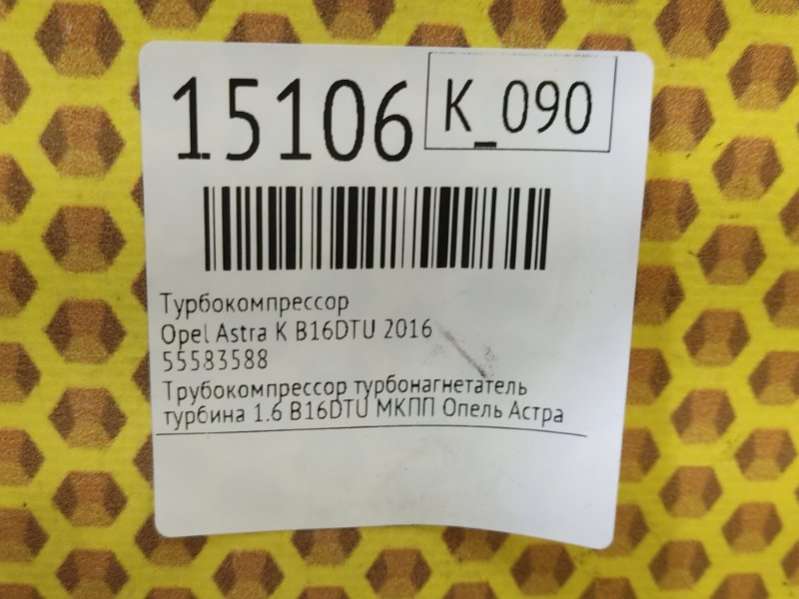 15106
K_090
Турбокомпрессор
Opel Astra K B16DTU 2016
55583588
Трубокомпрессор турбонагнетатель
турбина 1.6 B16DTU МКПП Опель Астра